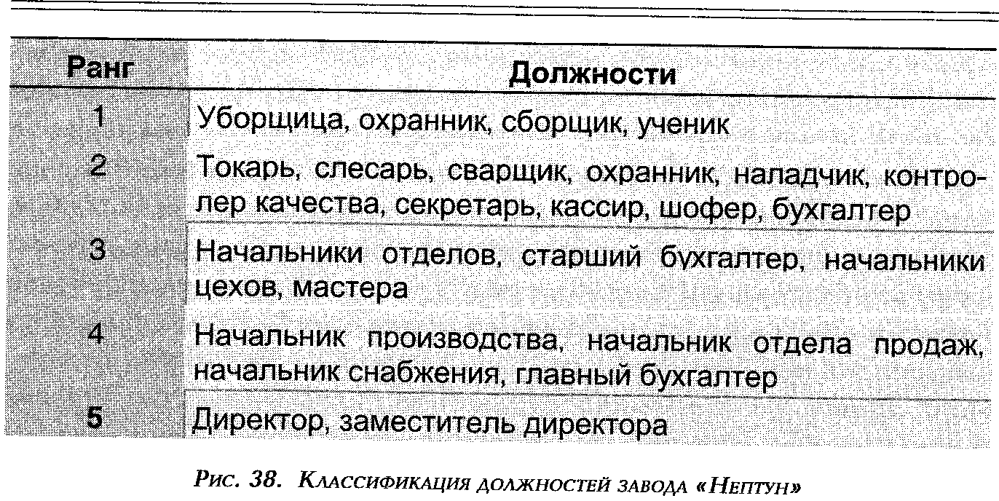 Ранг Должности
1 Уборщица, охранник, сборщик, ученик
2 Токарь, слесарь, сварщик, охранник, наладчик, контро-
лер качества, секретарь, кассир, шофер, бухгалтер
3 Начальники отделов, старший бухгалтер, начальники
цехов, мастера
4 Начальник производства, начальник отдела продаж,
начальник снабжения, главный бухгалтер
5 Директор, заместитель директора
Рис. 38. Классификация должностей завода «Нептун»